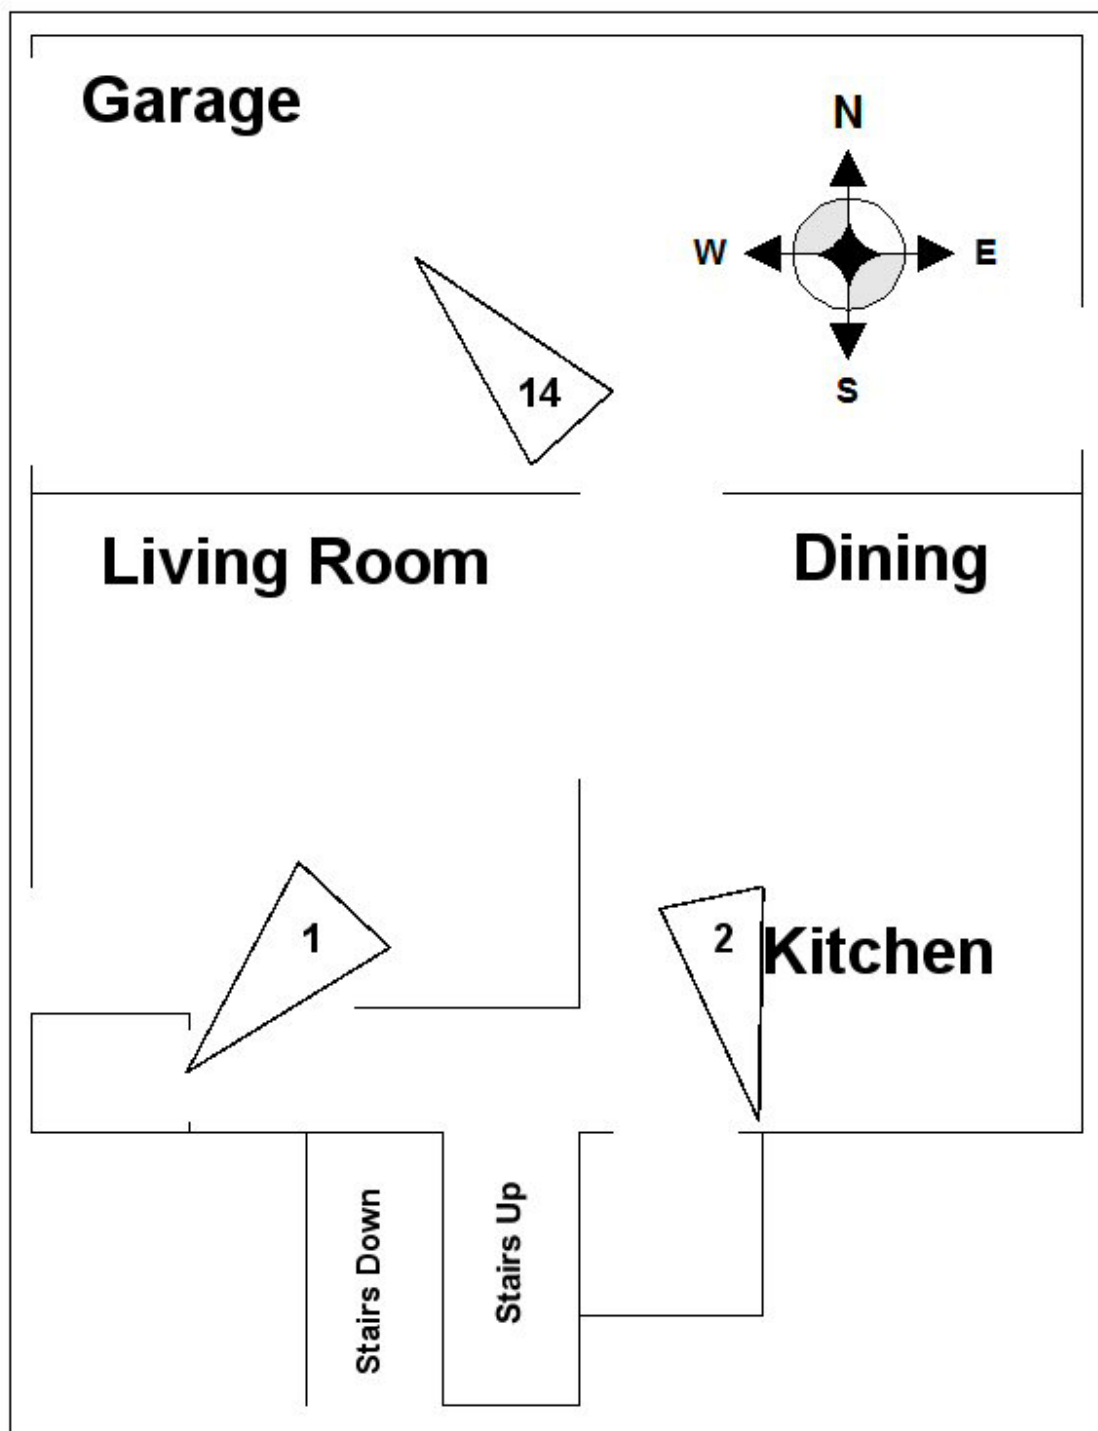 Garage
N
W
E
S
14
Living Room
Dining
1
2
Kitchen
Stairs Down
Stairs Up